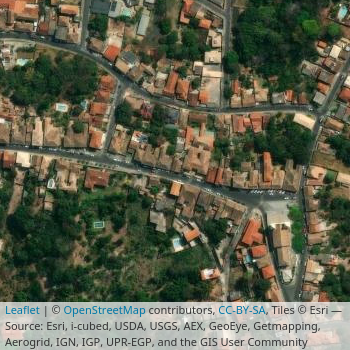 Leaflet | © OpenStreetMap contributors, CC-BY-SA, Tiles © Esri —
Source: Esri, i-cubed, USDA, USGS, AEX, GeoEye, Getmapping,
Aerogrid, IGN, IGP, UPR-EGP, and the GIS User Community